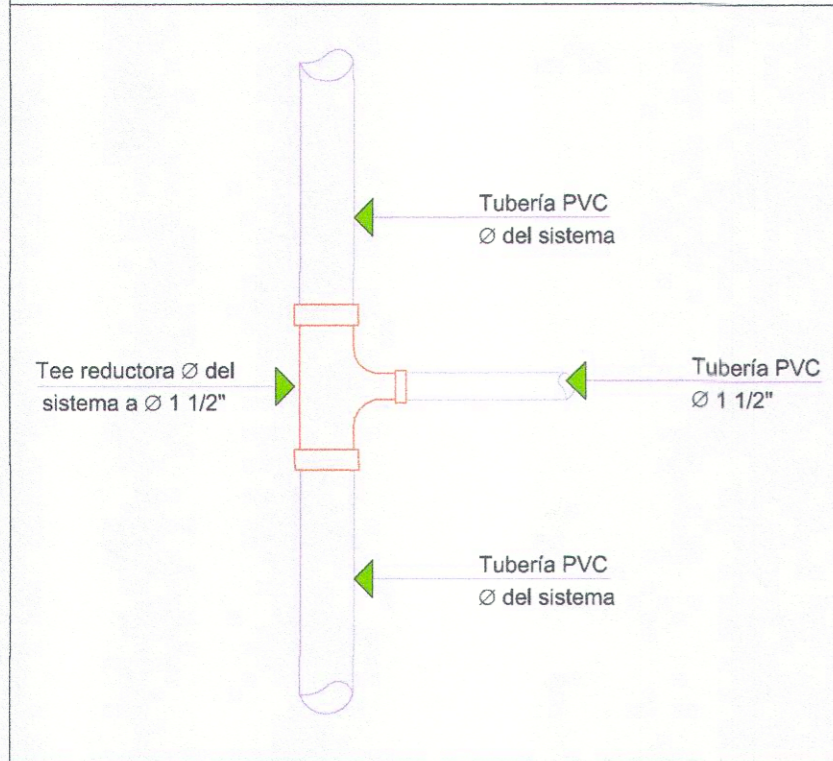 Tubería PVC
Ø del sistema
Tee reductora Ø del
sistema a Ø 1 1/2"
Tubería PVC
Ø 1 1/2"
Tubería PVC
Ø del sistema